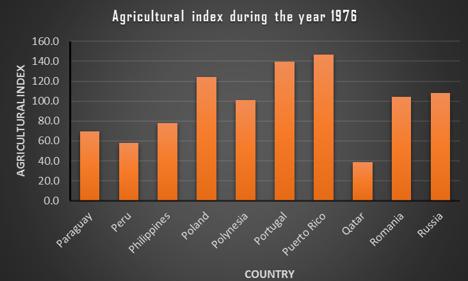 Agricultural index during the year 1976
AGRICULTURAL INDEX
160.0
140.0
120.0
100.0
80.0
60.0
40.0
20.0
0.0
Paraguay
Peru
Philippines
Poland
Polynesia
Portugal
Puerto Rico
Qatar
Romania
Russia
COUNTRY